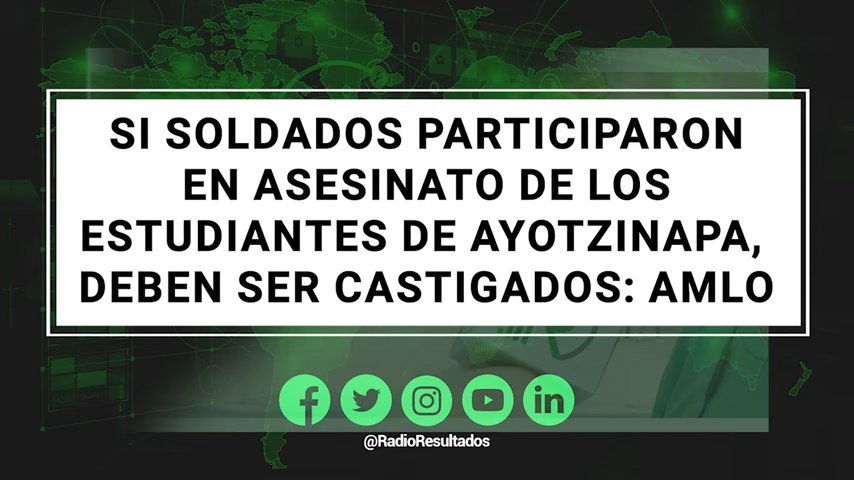 SI SOLDADOS PARTICIPARON
EN ASESINATO DE LOS
ESTUDIANTES DE AYOTZINAPA,
DEBEN SER CASTIGADOS: AMLO
@RadioResultados